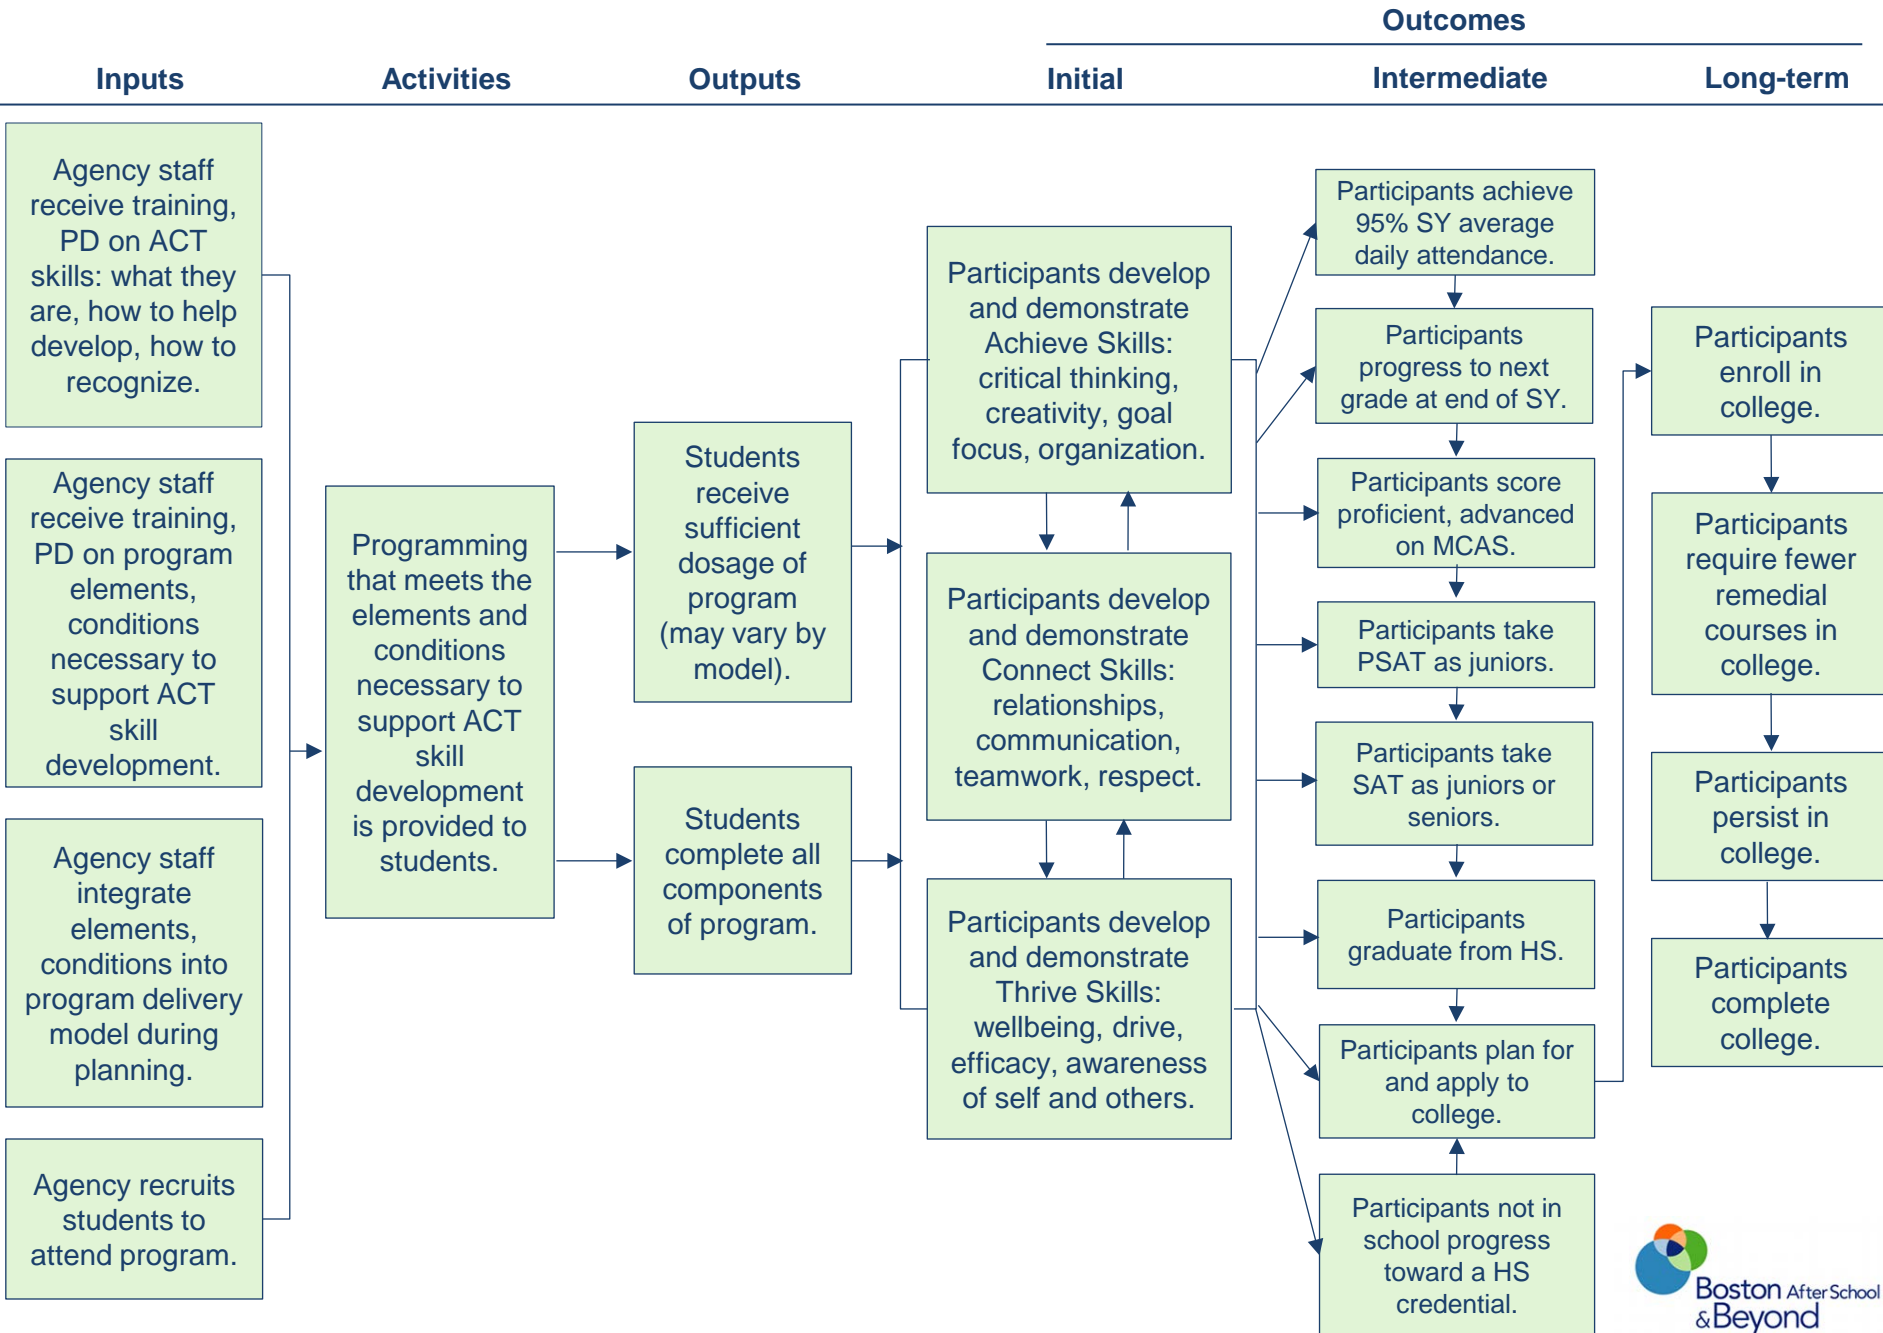 Outcomes
Inputs
Activities
Outputs
Initial
Intermediate
Long-term
Agency staff
receive training,
PD on ACT
skills: what they
are, how to help
develop, how to
recognize.
Agency staff
receive training,
PD on program
elements,
conditions
necessary to
support ACT
skill
development.
Agency staff
integrate
elements,
conditions into
program delivery
model during
planning.
Agency recruits
students to
attend program.
Programming
that meets the
elements and
conditions
necessary to
support ACT
skill
development
is provided to
students.
Students
receive
sufficient
dosage of
program
(may vary by
model).
Students
complete all
components
of program.
Participants develop
and demonstrate
Achieve Skills:
critical thinking,
creativity, goal
focus, organization.
Participants develop
and demonstrate
Connect Skills:
relationships,
communication,
teamwork, respect.
Participants develop
and demonstrate
Thrive Skills:
wellbeing, drive,
efficacy, awareness
of self and others.
Participants achieve
95% SY average
daily attendance.
Participants
progress to next
grade at end of SY.
Participants score
proficient, advanced
on MCAS.
Participants take
PSAT as juniors.
Participants take
SAT as juniors or
seniors.
Participants
graduate from HS.
Participants plan for
and apply to
college.
Participants not in
school progress
toward a HS
credential.
Participants
enroll in
college.
Participants
require fewer
remedial
courses in
college.
Participants
persist in
college.
Participants
complete
college.
Boston After School
&Beyond